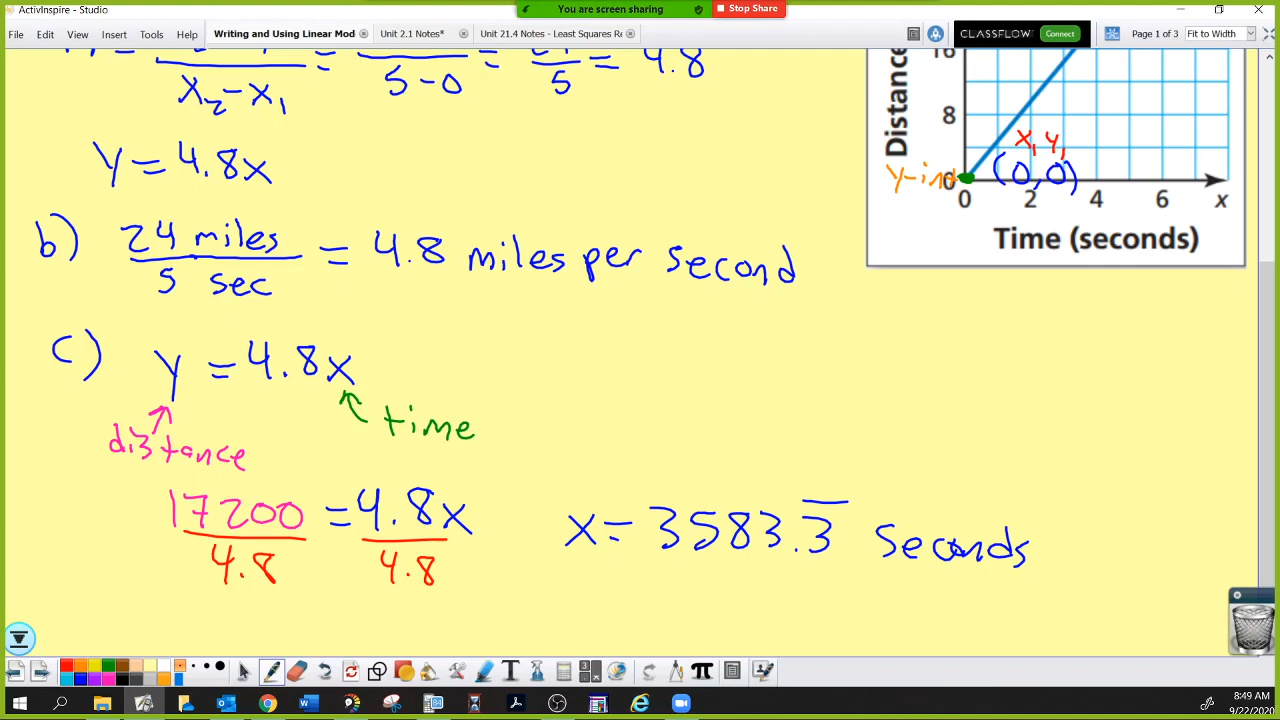 ActivInspire - Studio
You are screen sharing
Stop Share
File Edit View Insert Tools Help
Writing and Using Linear Mod
Unit 2.1 Notes*
Unit 21.4 - Least Squares Re
CLASSFLOW Connect
Page 1 of 3
Fit to Width
x₂-x₁ = 5-0 = 5 = 4.8
y = 4.8x
b) 24 miles / 5 sec = 4.8 miles per second
c) y = 4.8x
distance
time
17200 = 4.8x
4.8 4.8
x = 3583.3̅ seconds
Distance
16
8
x₁ y₁
y-int 0 (0,0)
0 2 4 6 x
Time (seconds)
8:49 AM
9/22/2020